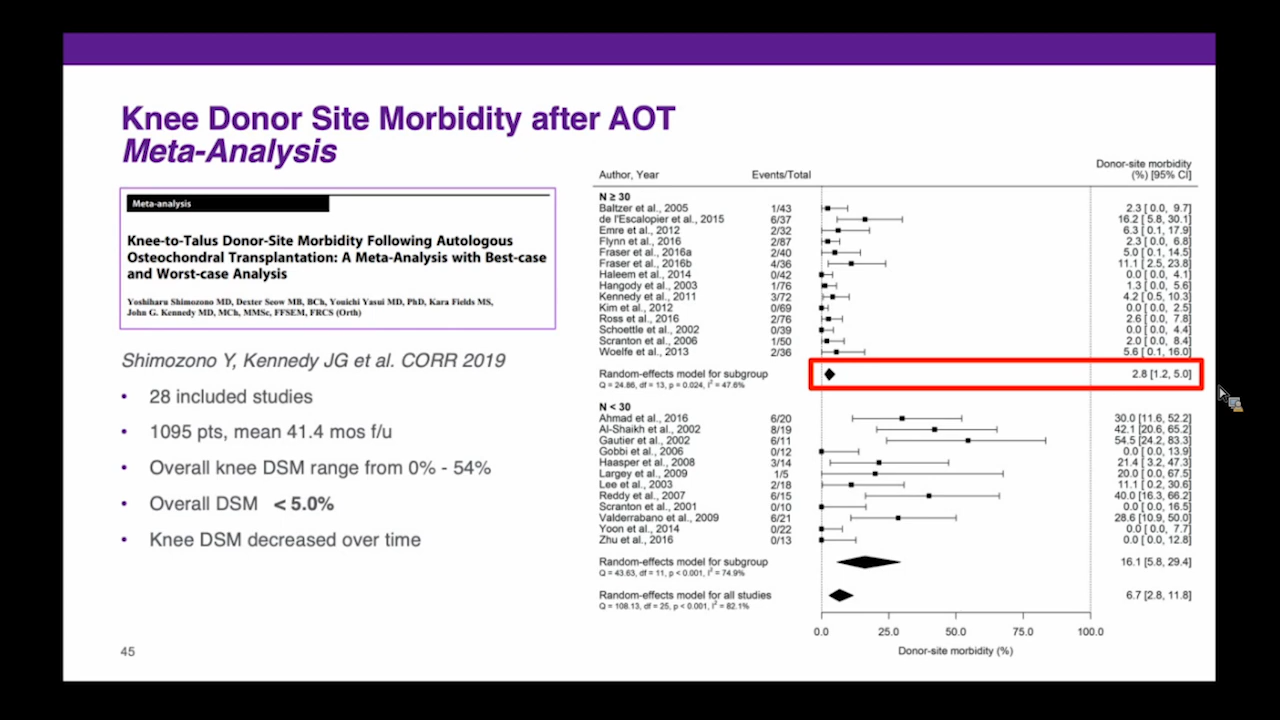 Knee Donor Site Morbidity after AOT
Meta-Analysis
Meta-analysis
Knee-to-Talus Donor-Site Morbidity Following Autologous
Osteochondral Transplantation: A Meta-Analysis with Best-case
and Worst-case Analysis
Yoshiharu Shimozono MD, Dexter Seow MB, BCh, Youichi Yasui MD, PhD, Kara Fields MS,
John G. Kennedy MD, MCh, MMSc, FFSEM, FRCS (Orth)
Shimozono Y, Kennedy JG et al. CORR 2019
• 28 included studies
• 1095 pts, mean 41.4 mos f/u
• Overall knee DSM range from 0% - 54%
• Overall DSM < 5.0%
• Knee DSM decreased over time
45
Donor-site morbidity
Author, Year Events/Total (%) [95% CI]
N ≥ 30
Baltzer et al., 2005 1/43 2.3 [ 0.0, 9.7]
de l'Escalopier et al., 2015 6/37 16.2 [ 5.8, 30.1]
Emre et al., 2012 2/32 6.3 [ 0.1, 17.9]
Flynn et al., 2016 2/87 2.3 [ 0.0, 6.8]
Fraser et al., 2016a 2/40 5.0 [ 0.1, 14.5]
Fraser et al., 2016b 4/36 11.1 [ 2.5, 23.8]
Haleem et al., 2014 0/42 0.0 [ 0.0, 4.1]
Hangody et al., 2003 1/76 1.3 [ 0.0, 5.6]
Kennedy et al., 2011 3/72 4.2 [ 0.5, 10.3]
Kim et al., 2012 0/69 0.0 [ 0.0, 2.5]
Ross et al., 2016 2/76 2.6 [ 0.0, 7.8]
Schoettle et al., 2002 0/39 0.0 [ 0.0, 4.4]
Scranton et al., 2006 1/50 2.0 [ 0.0, 8.4]
Woelfe et al., 2013 2/36 5.6 [ 0.1, 16.0]
Random-effects model for subgroup 2.8 [1.2, 5.0]
Q = 24.86, df = 13, p = 0.024, I² = 47.6%
N < 30
Ahmad et al., 2016 6/20 30.0 [11.6, 52.2]
Al-Shaikh et al., 2002 8/19 42.1 [20.6, 65.2]
Gautier et al., 2002 6/11 54.5 [24.2, 83.3]
Gobbi et al., 2006 0/12 0.0 [ 0.0, 13.9]
Haasper et al., 2008 3/14 21.4 [ 3.2, 47.3]
Largey et al., 2009 1/5 20.0 [ 0.0, 67.5]
Lee et al., 2003 2/18 11.1 [ 0.2, 30.6]
Reddy et al., 2007 6/15 40.0 [16.3, 66.2]
Scranton et al., 2001 0/10 0.0 [ 0.0, 16.5]
Valderrabano et al., 2009 6/21 28.6 [10.9, 50.0]
Yoon et al., 2014 0/22 0.0 [ 0.0, 7.7]
Zhu et al., 2016 0/13 0.0 [ 0.0, 12.8]
Random-effects model for subgroup 16.1 [5.8, 29.4]
Q = 43.63, df = 11, p < 0.001, I² = 74.9%
Random-effects model for all studies 6.7 [2.8, 11.8]
Q = 108.13, df = 25, p < 0.001, I² = 82.1%
0.0 25.0 50.0 75.0 100.0
Donor-site morbidity (%)